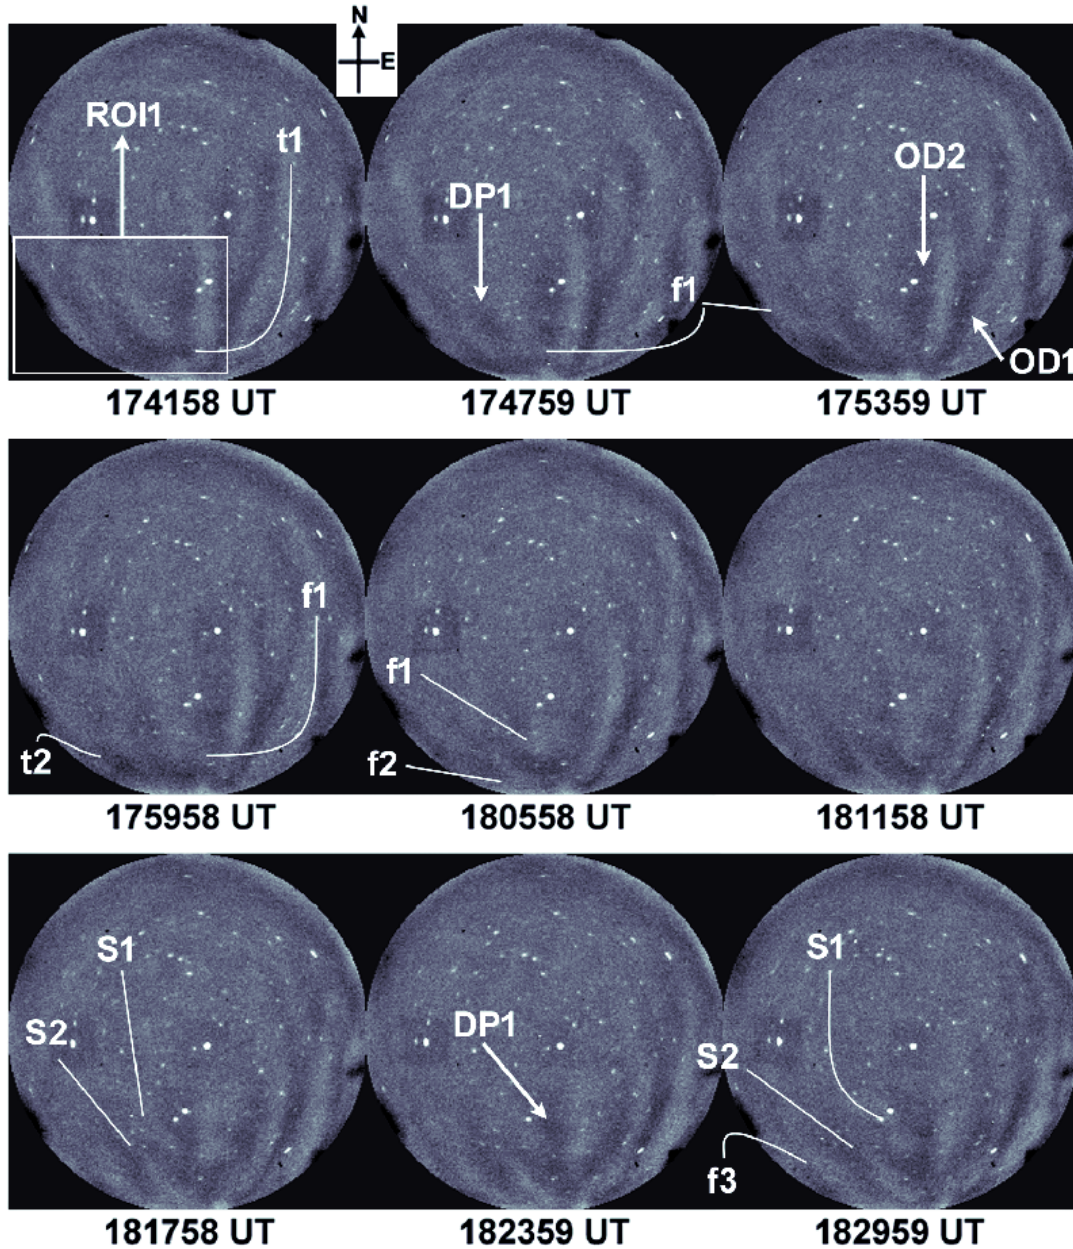 N
E
ROI1
t1
DP1
OD2
f1
OD1
174158 UT
174759 UT
175359 UT
f1
f1
t2
f2
175958 UT
180558 UT
181158 UT
S1
S1
S2
DP1
S2
f3
181758 UT
182359 UT
182959 UT